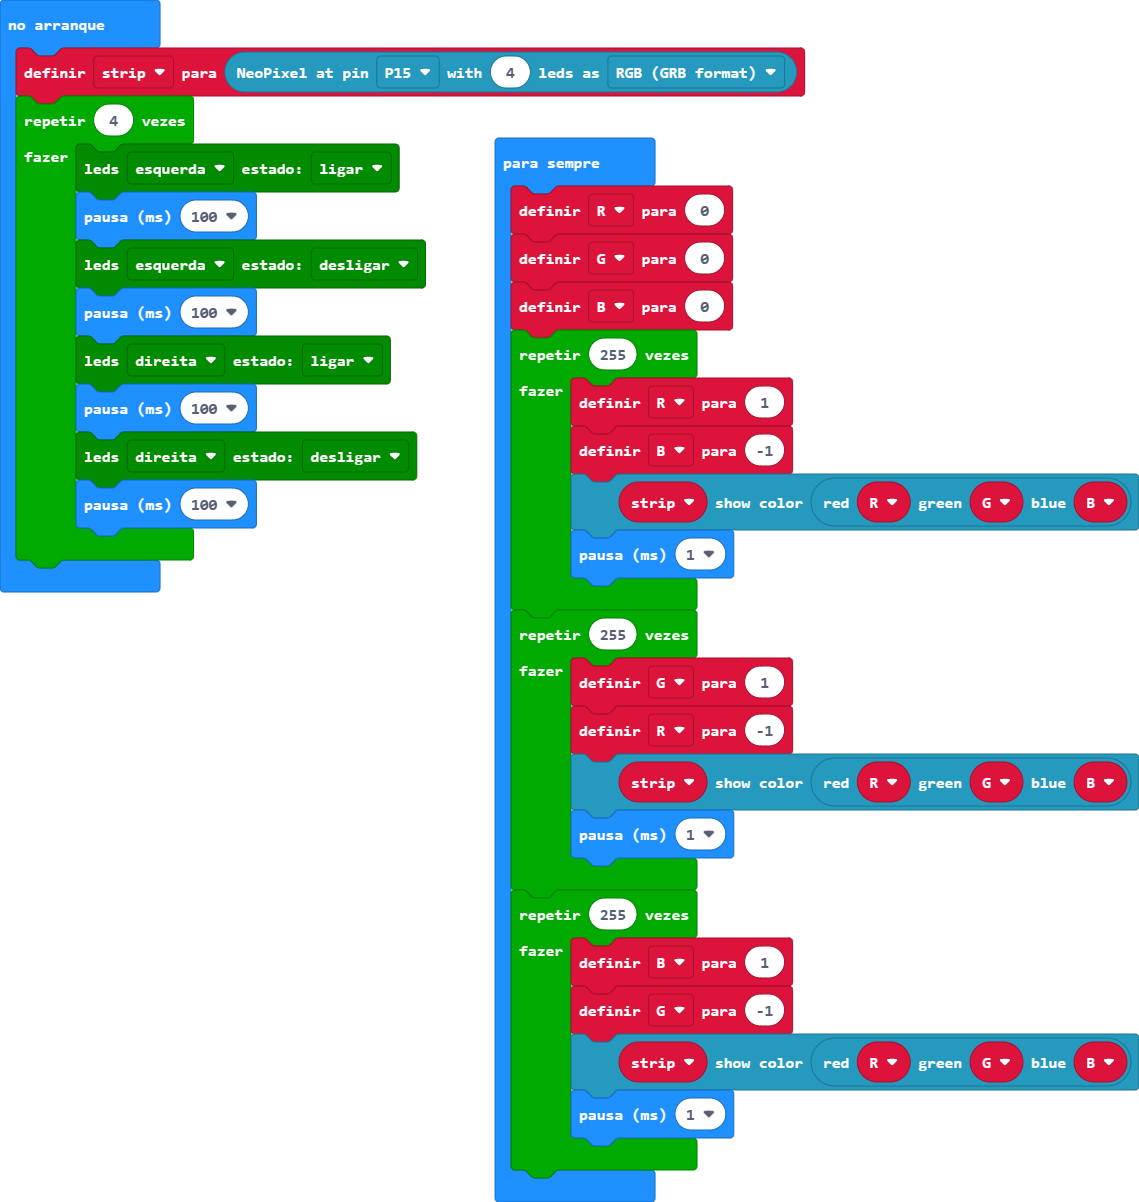 no arranque
definir strip para NeoPixel at pin P15 with 4 leds as RGB (GRB format)
repetir 4 vezes
fazer
leds esquerda estado: ligar
pausa (ms) 100
leds esquerda estado: desligar
pausa (ms) 100
leds direita estado: ligar
pausa (ms) 100
leds direita estado: desligar
pausa (ms) 100
para sempre
definir R para 0
definir G para 0
definir B para 0
repetir 255 vezes
fazer
definir R para 1
definir B para -1
strip show color red R green G blue B
pausa (ms) 1
repetir 255 vezes
fazer
definir G para 1
definir R para -1
strip show color red R green G blue B
pausa (ms) 1
repetir 255 vezes
fazer
definir B para 1
definir G para -1
strip show color red R green G blue B
pausa (ms) 1